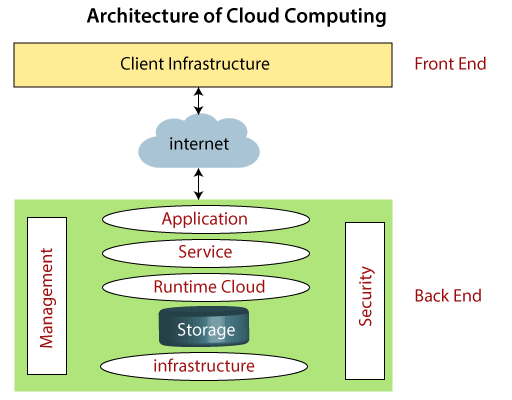 Architecture of Cloud Computing
Client Infrastructure
Front End
internet
Application
Service
Runtime Cloud
Storage
infrastructure
Management
Security
Back End